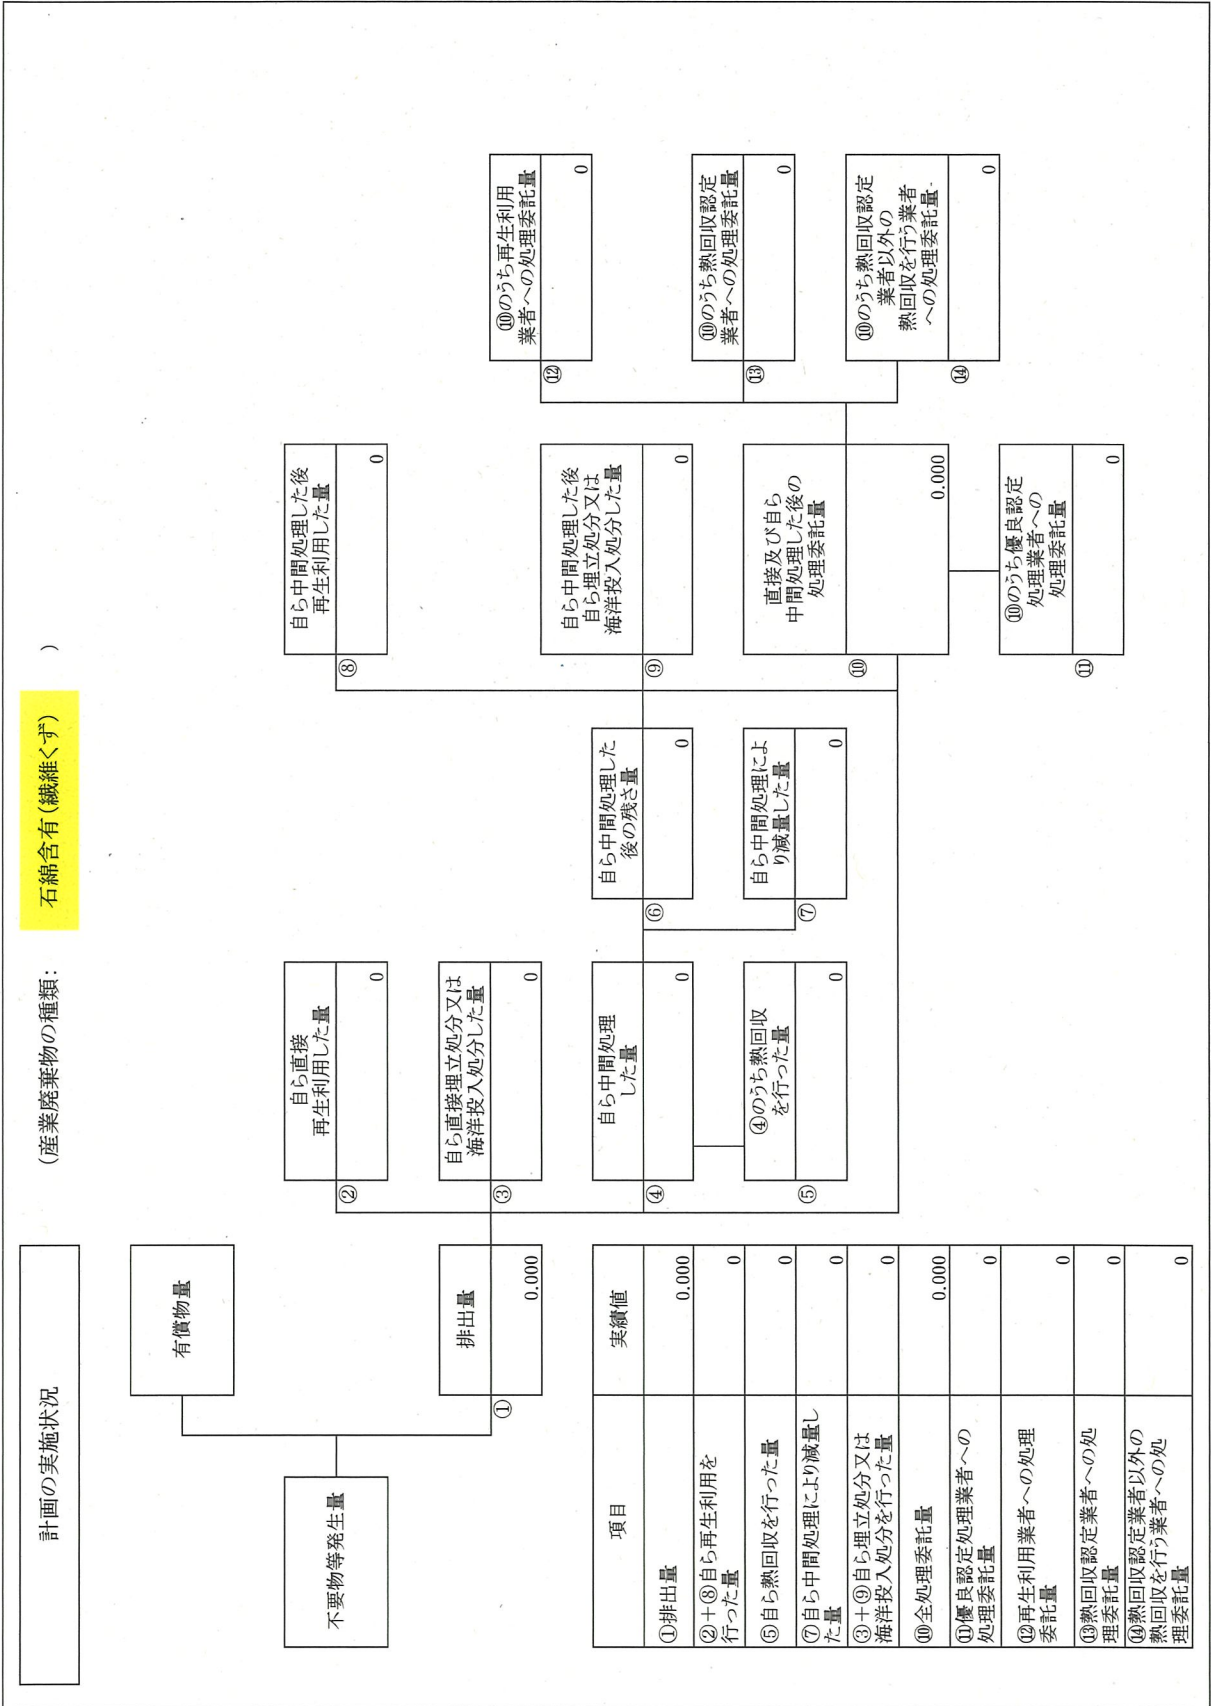 計画の実施状況
(産業廃棄物の種類: 石綿含有(繊維くず) )
不要物等発生量
有償物量
①
排出量
0.000
②
自ら直接
再生利用した量
0
③
自ら直接埋立処分又は
海洋投入処分した量
0
④
自ら中間処理
した量
0
⑤
④のうち熱回収
を行った量
0
⑥
自ら中間処理した
後の残さ量
0
⑦
自ら中間処理によ
り減量した量
0
⑧
自ら中間処理した後
再生利用した量
0
⑨
自ら中間処理した後
自ら埋立処分又は
海洋投入処分した量
0
⑩
直接及び自ら
中間処理した後の
処理委託量
0.000
⑪
⑩のうち優良認定
処理業者への
処理委託量
0
⑫
⑩のうち再生利用
業者への処理委託量
0
⑬
⑩のうち熱回収認定
業者への処理委託量
0
⑭
⑩のうち熱回収認定
業者以外の
熱回収を行う業者
への処理委託量
0
項目 実績値
①排出量 0.000
②+⑧自ら再生利用を
行った量 0
⑤自ら熱回収を行った量 0
⑦自ら中間処理により減量し
た量 0
③+⑨自ら埋立処分又は
海洋投入処分を行った量 0
⑩全処理委託量 0.000
⑪優良認定処理業者への
処理委託量 0
⑫再生利用業者への処理
委託量 0
⑬熱回収認定業者への処
理委託量 0
⑭熱回収認定業者以外の
熱回収を行う業者への処
理委託量 0